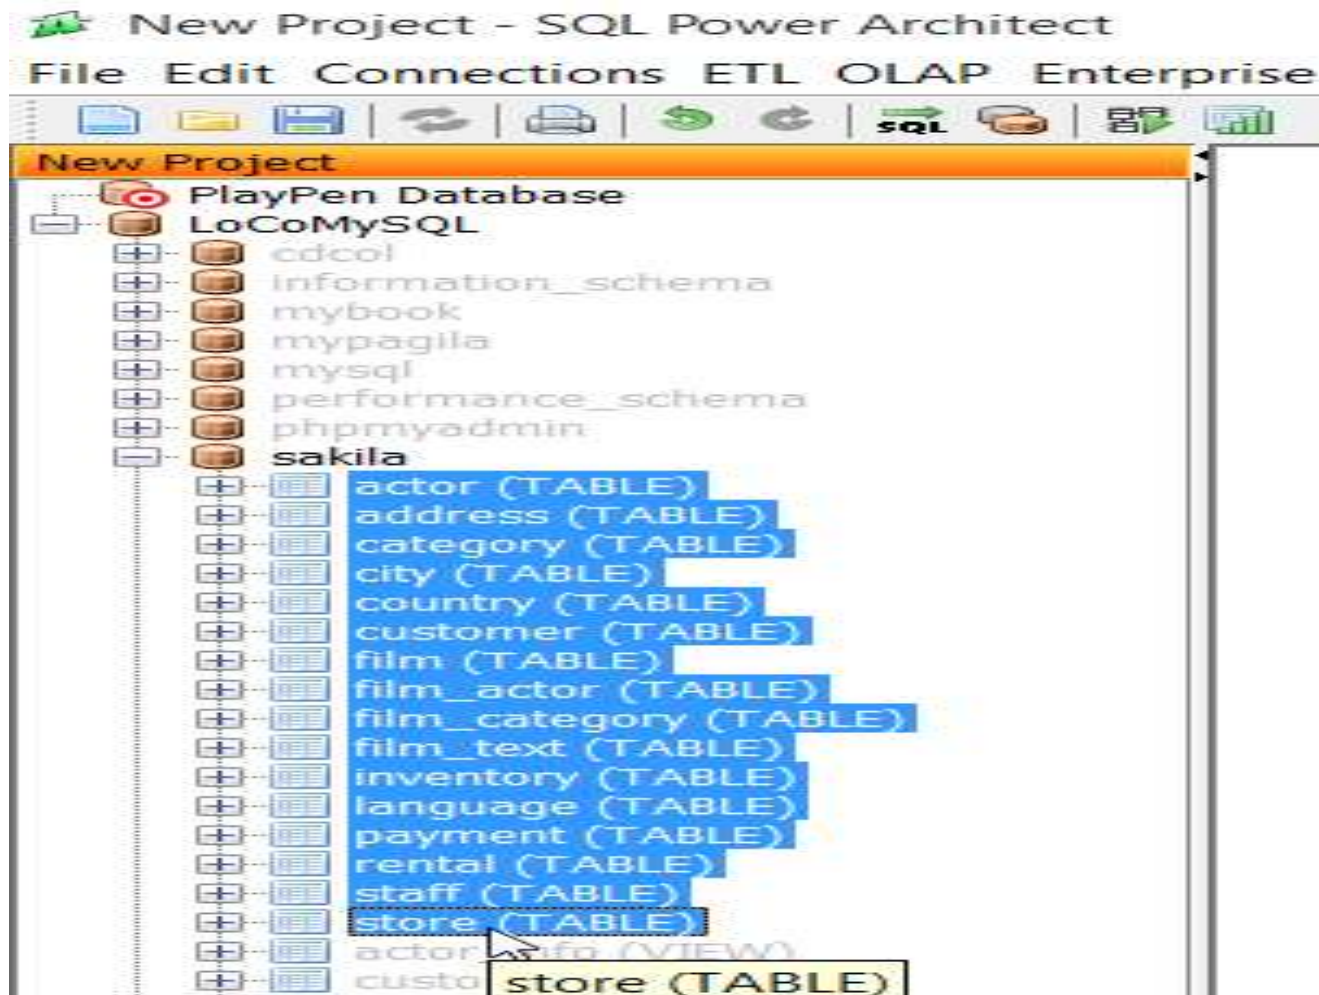 New Project - SQL Power Architect
File Edit Connections ETL OLAP Enterprise
SQL
New Project
PlayPen Database
LoCoMySQL
cdcol
information_schema
mybook
mypagila
mysql
performance_schema
phpmyadmin
sakila
actor (TABLE)
address (TABLE)
category (TABLE)
city (TABLE)
country (TABLE)
customer (TABLE)
film (TABLE)
film_actor (TABLE)
film_category (TABLE)
film_text (TABLE)
inventory (TABLE)
language (TABLE)
payment (TABLE)
rental (TABLE)
staff (TABLE)
store (TABLE)
actor_info (VIEW)
custo
store (TABLE)